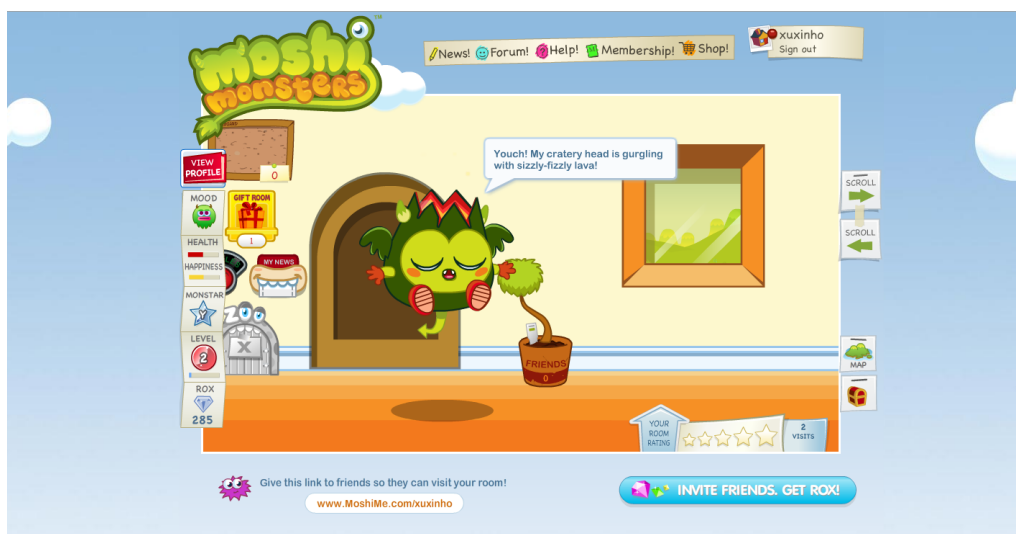 moshi
monsters
News!
Forum!
Help!
Membership!
Shop!
xuxinho
Sign out
VIEW
PROFILE
0
MOOD
GIFT ROOM
1
HEALTH
HAPPINESS
MY NEWS
MONSTAR
ZOO
X
LEVEL
2
ROX
285
Youch! My cratery head is gurgling
with sizzly-fizzly lava!
FRIENDS
0
SCROLL
SCROLL
MAP
YOUR
ROOM
RATING
2
VISITS
Give this link to friends so they can visit your room!
www.MoshiMe.com/xuxinho
INVITE FRIENDS. GET ROX!